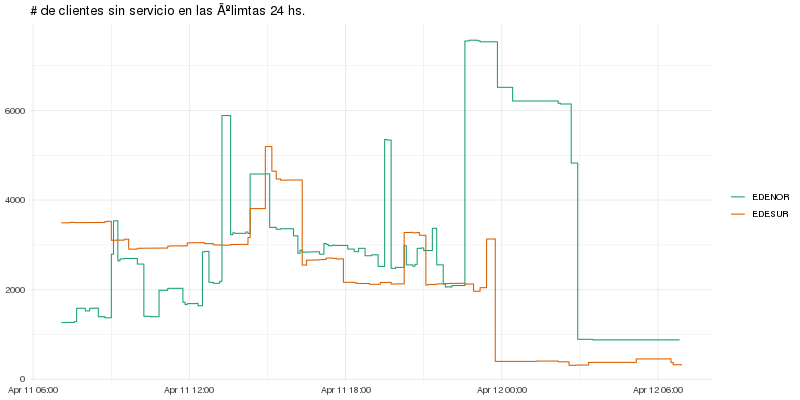 # de clientes sin servicio en las Ãºlimtas 24 hs.
6000
4000
2000
0
Apr 11 06:00
Apr 11 12:00
Apr 11 18:00
Apr 12 00:00
Apr 12 06:00
EDENOR
EDESUR